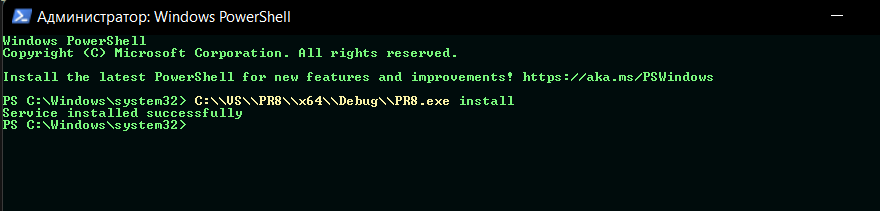 Администратор: Windows PowerShell
Windows PowerShell
Copyright (C) Microsoft Corporation. All rights reserved.
Install the latest PowerShell for new features and improvements! https://aka.ms/PSWindows
PS C:\Windows\system32> C:\\VS\\PR8\\x64\\Debug\\PR8.exe install
Service installed successfully
PS C:\Windows\system32>